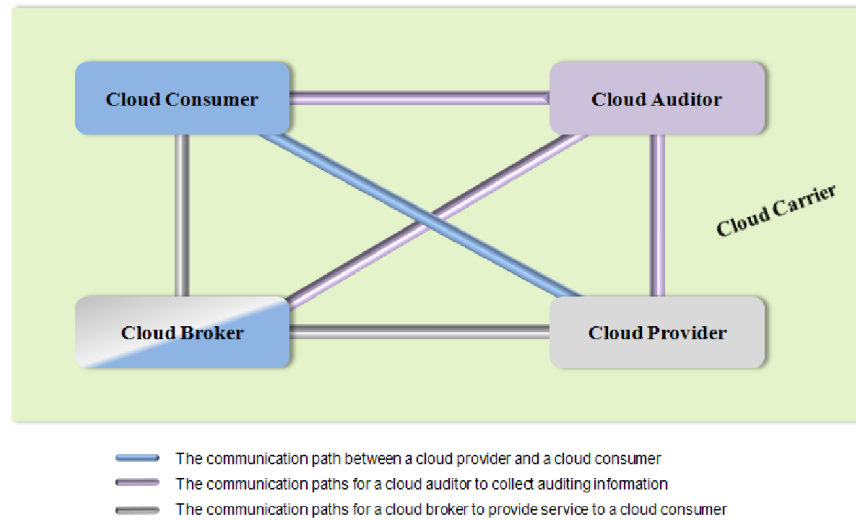 Cloud Consumer
Cloud Auditor
Cloud Carrier
Cloud Broker
Cloud Provider
The communication path between a cloud provider and a cloud consumer
The communication paths for a cloud auditor to collect auditing information
The communication paths for a cloud broker to provide service to a cloud consumer